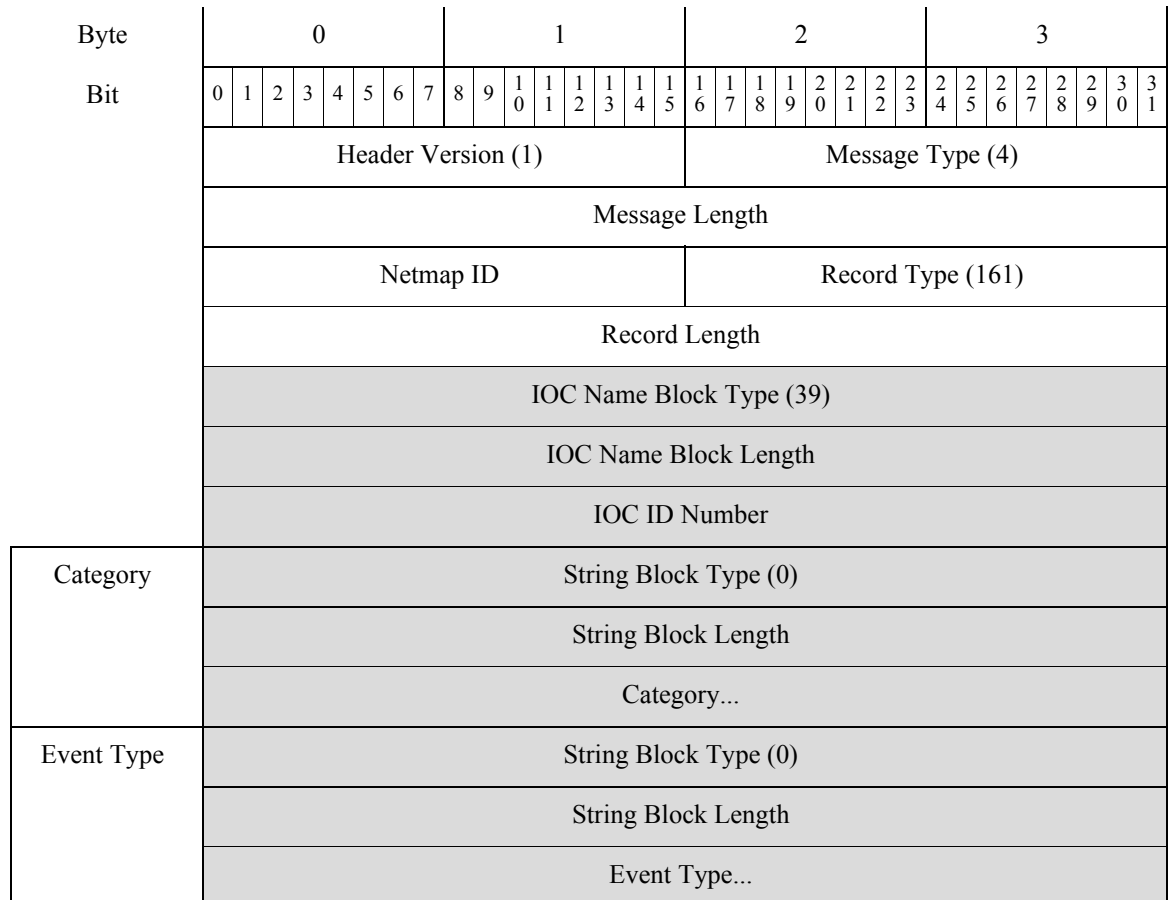 Byte 0 1 2 3
Bit 0 1 2 3 4 5 6 7 8 9 10 11 12 13 14 15 16 17 18 19 20 21 22 23 24 25 26 27 28 29 30 31
Header Version (1) Message Type (4)
Message Length
Netmap ID Record Type (161)
Record Length
IOC Name Block Type (39)
IOC Name Block Length
IOC ID Number
Category String Block Type (0)
String Block Length
Category...
Event Type String Block Type (0)
String Block Length
Event Type...